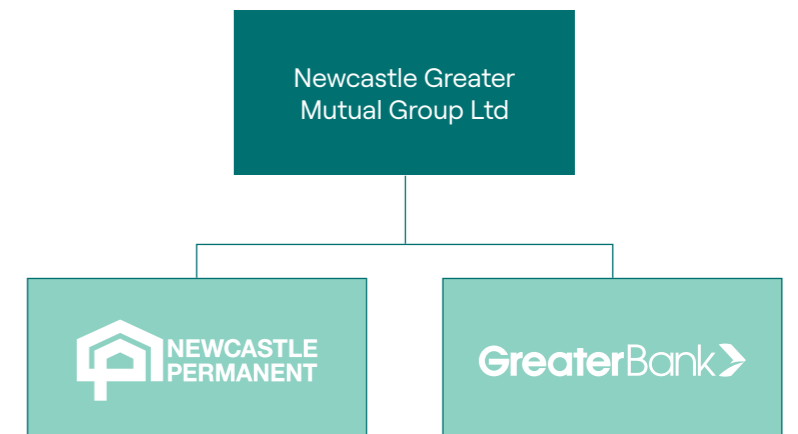 Newcastle Greater
Mutual Group Ltd
NEWCASTLE
PERMANENT
GreaterBank